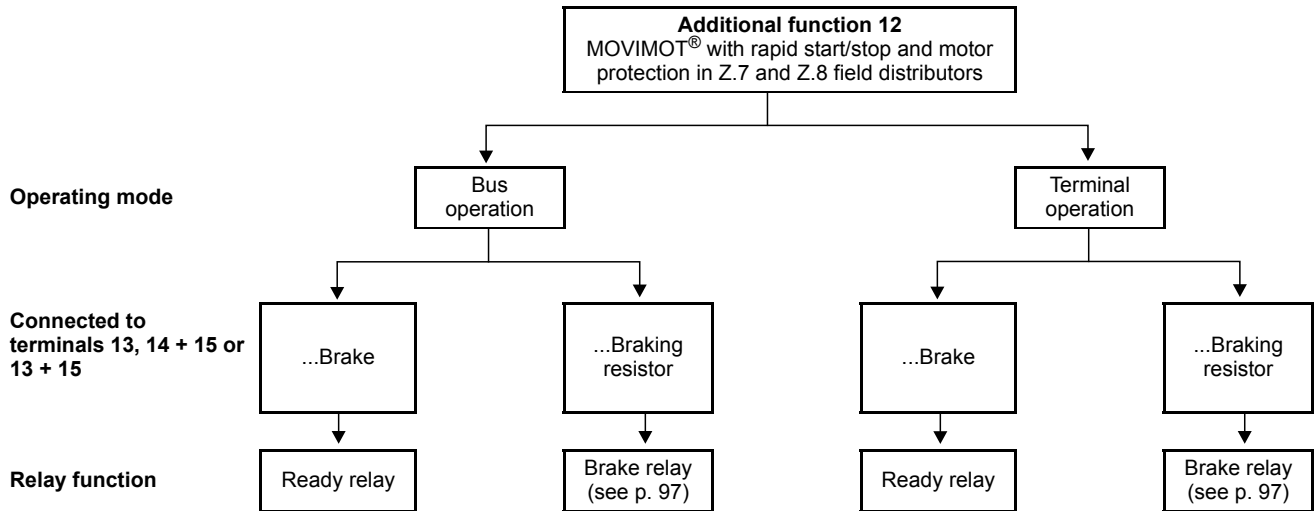 Additional function 12
MOVIMOT® with rapid start/stop and motor
protection in Z.7 and Z.8 field distributors
Operating mode
Bus
operation
Terminal
operation
Connected to
terminals 13, 14 + 15 or
13 + 15
...Brake
...Braking
resistor
...Brake
...Braking
resistor
Relay function
Ready relay
Brake relay
(see p. 97)
Ready relay
Brake relay
(see p. 97)